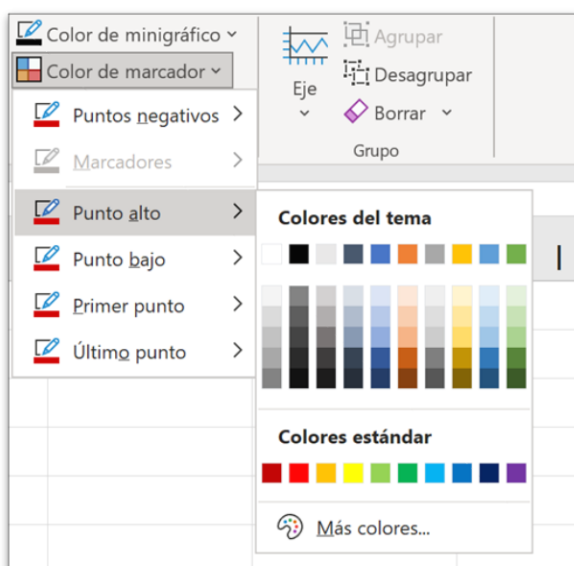 Color de minigráfico
Color de marcador
Puntos negativos
Marcadores
Punto alto
Punto bajo
Primer punto
Último punto
Eje
Agrupar
Desagrupar
Borrar
Grupo
Colores del tema
Colores estándar
Más colores...